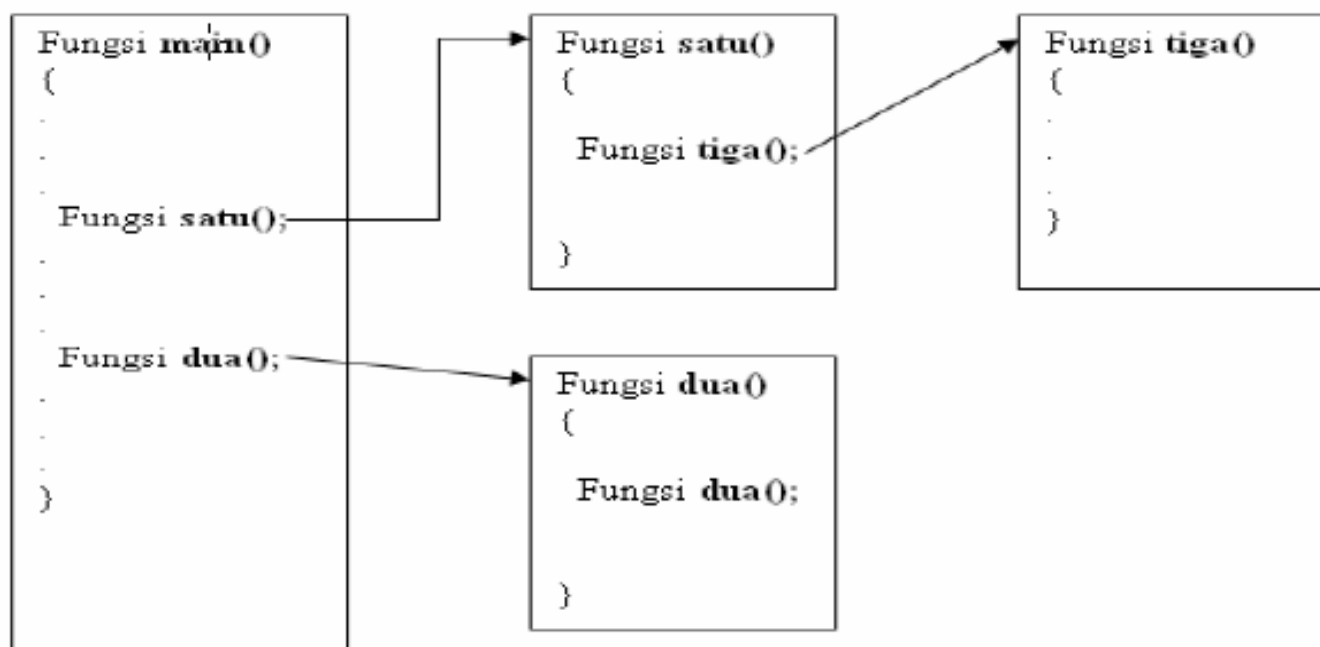 Fungsi main()
{
.
.
.
Fungsi satu();
.
.
.
Fungsi dua();
.
.
.
}
Fungsi satu()
{
Fungsi tiga();
}
Fungsi tiga()
{
.
.
.
}
Fungsi dua()
{
Fungsi dua();
}